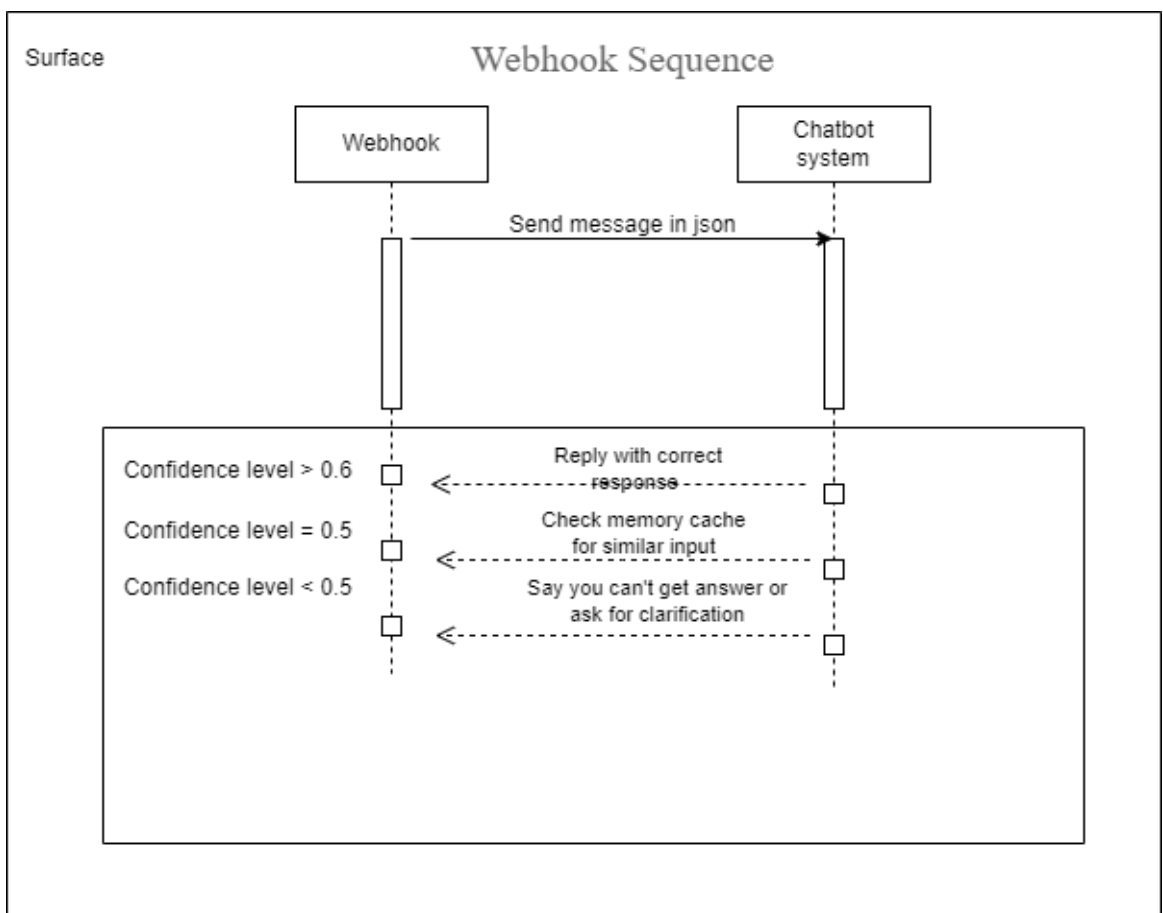 Surface
Webhook Sequence
Webhook
Chatbot
system
Send message in json
Confidence level > 0.6
Reply with correct
response
Confidence level = 0.5
Check memory cache
for similar input
Confidence level < 0.5
Say you can't get answer or
ask for clarification